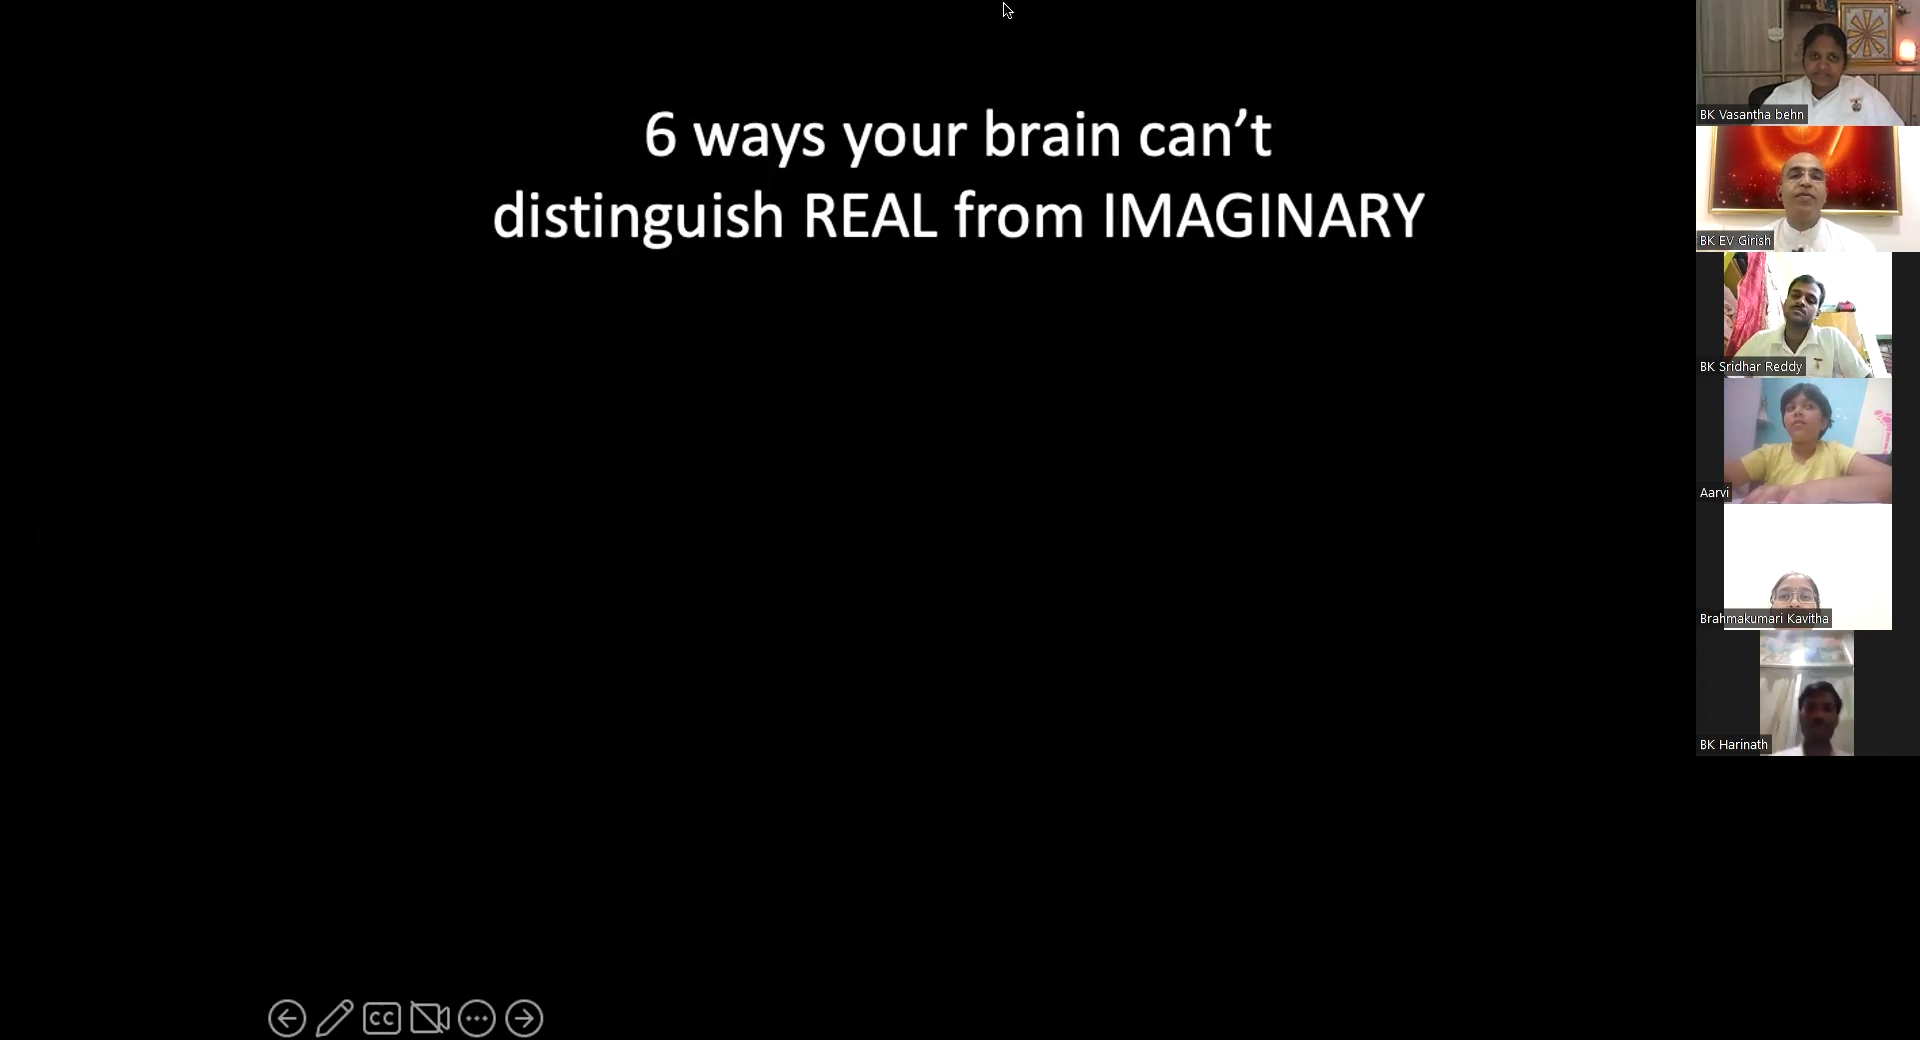 6 ways your brain can’t
distinguish REAL from IMAGINARY
BK Vasantha behn
BK EV Girish
BK Sridhar Reddy
Aarvi
Brahmakumari Kavitha
BK Harinath
CC